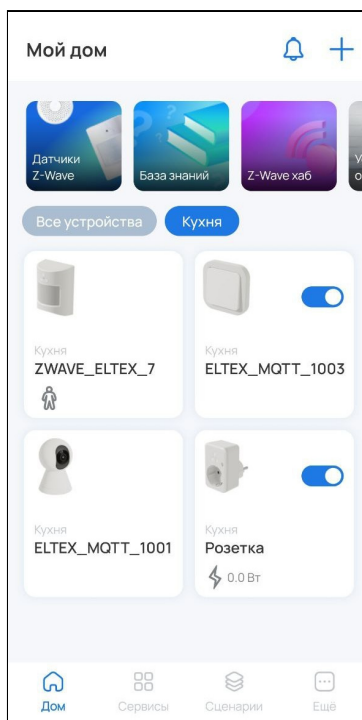 Мой дом
Датчики
Z-Wave
База знаний
Z-Wave хаб
Все устройства
Кухня
Кухня
ZWAVE_ELTEX_7
Кухня
ELTEX_MQTT_1003
Кухня
ELTEX_MQTT_1001
Кухня
Розетка
0.0 Вт
Дом
Сервисы
Сценарии
Ещё